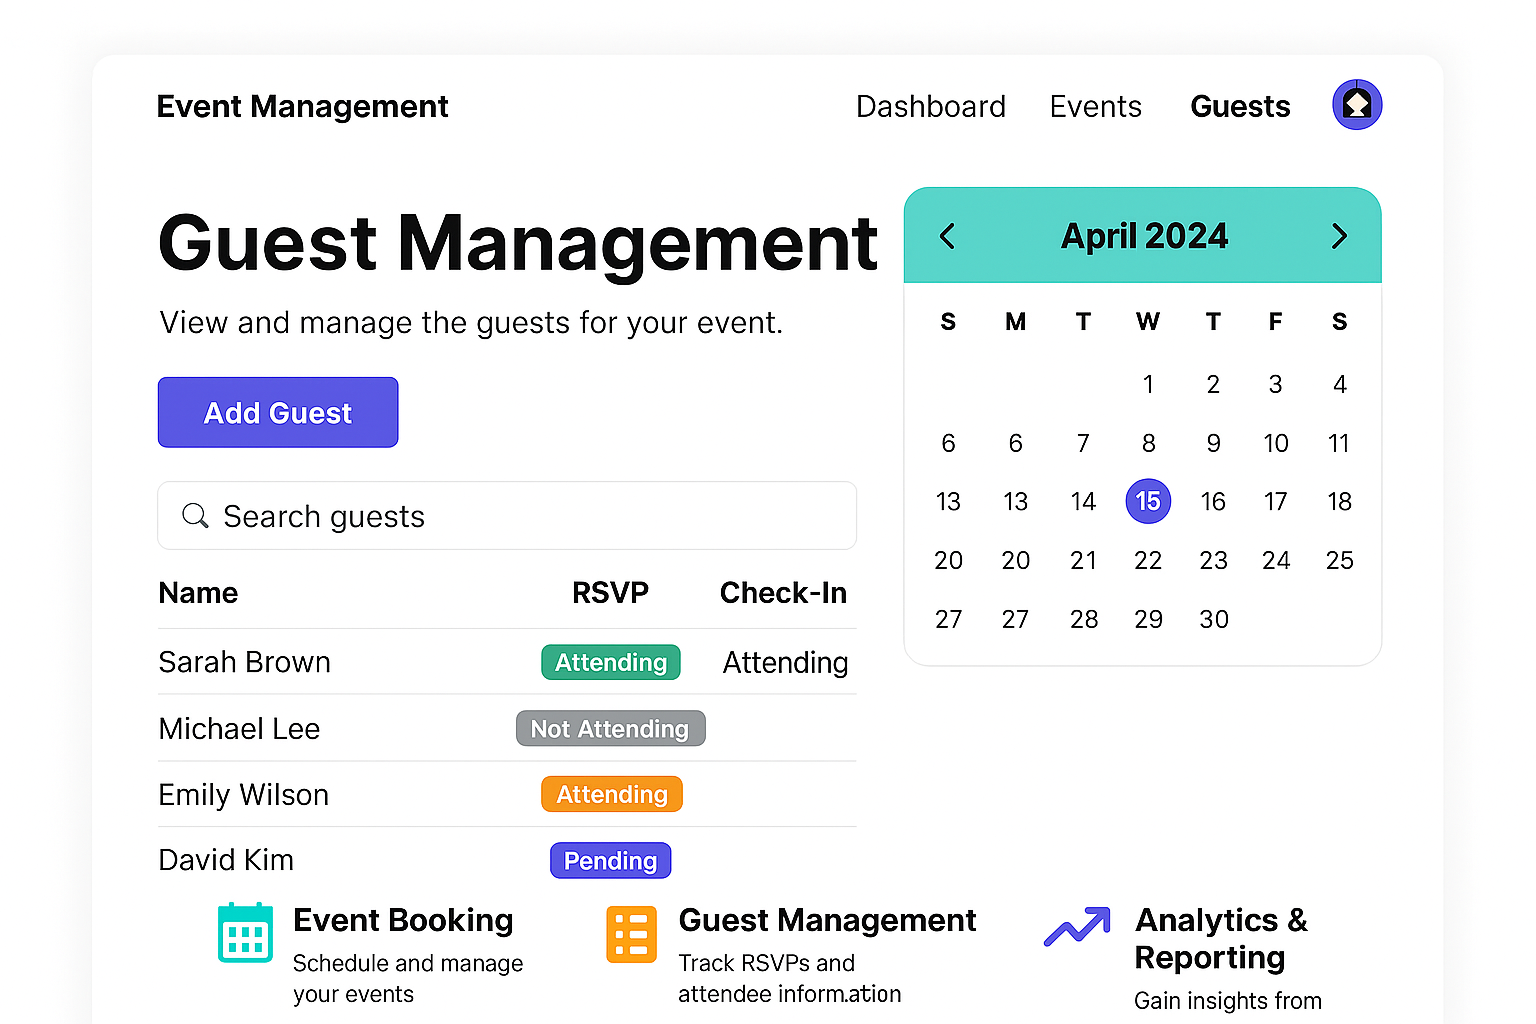 Event Management
Dashboard Events Guests
Guest Management
View and manage the guests for your event.
Add Guest
Search guests
Name RSVP Check-In
Sarah Brown Attending Attending
Michael Lee Not Attending
Emily Wilson Attending
David Kim Pending
April 2024
S M T W T F S
1 2 3 4
6 6 7 8 9 10 11
13 13 14 15 16 17 18
20 20 21 22 23 24 25
27 27 28 29 30
Event Booking
Schedule and manage
your events
Guest Management
Track RSVPs and
attendee inform.ation
Analytics &
Reporting
Gain insights from